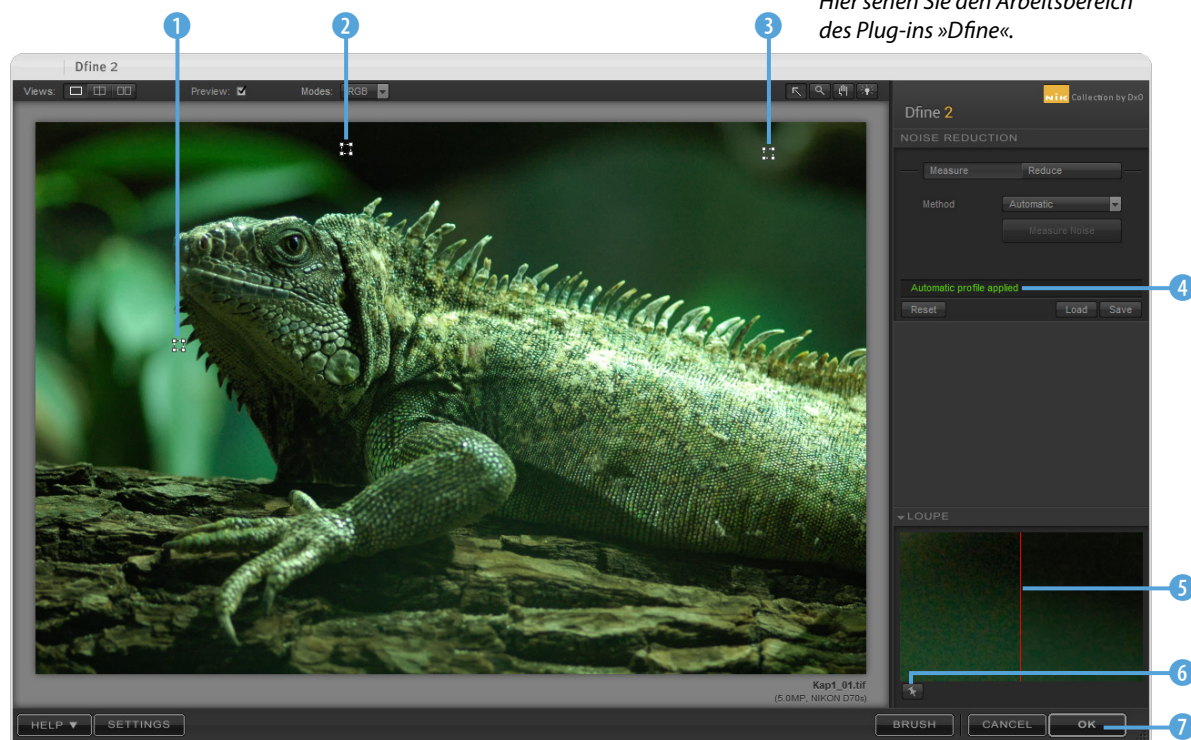 Hier sehen Sie den Arbeitsbereich
des Plug-ins »Dfine«.
1
2
3
Dfine 2
Views:
Preview:
Modes: RGB
Nik Collection by DxO
Dfine 2
NOISE REDUCTION
Measure Reduce
Method Automatic
Measure Noise
4
Automatic profile applied
Reset Load Save
LOUPE
5
6
Kap1_01.tif
(5.0MP, NIKON D70s)
HELP SETTINGS BRUSH CANCEL OK
7